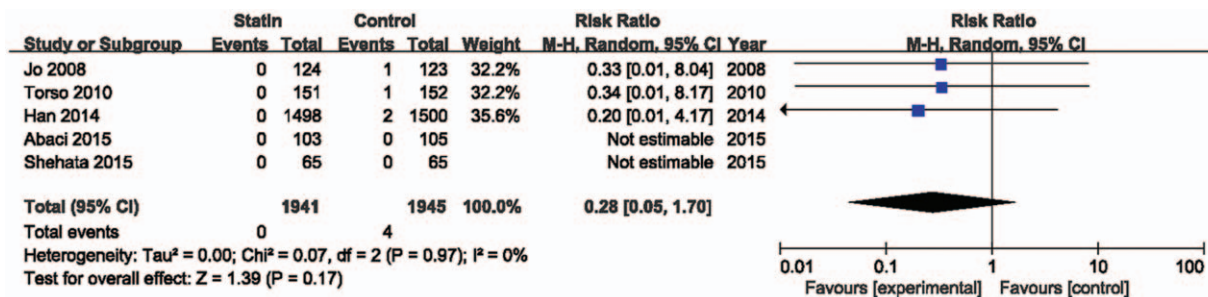 Statin Control Risk Ratio Risk Ratio
Study or Subgroup Events Total Events Total Weight M-H, Random, 95% CI Year M-H, Random, 95% CI
Jo 2008 0 124 1 123 32.2% 0.33 [0.01, 8.04] 2008
Torso 2010 0 151 1 152 32.2% 0.34 [0.01, 8.17] 2010
Han 2014 0 1498 2 1500 35.6% 0.20 [0.01, 4.17] 2014
Abaci 2015 0 103 0 105 Not estimable 2015
Shehata 2015 0 65 0 65 Not estimable 2015
Total (95% CI) 1941 1945 100.0% 0.28 [0.05, 1.70]
Total events 0 4
Heterogeneity: Tau² = 0.00; Chi² = 0.07, df = 2 (P = 0.97); I² = 0%
Test for overall effect: Z = 1.39 (P = 0.17)
0.01 0.1 1 10 100
Favours [experimental] Favours [control]